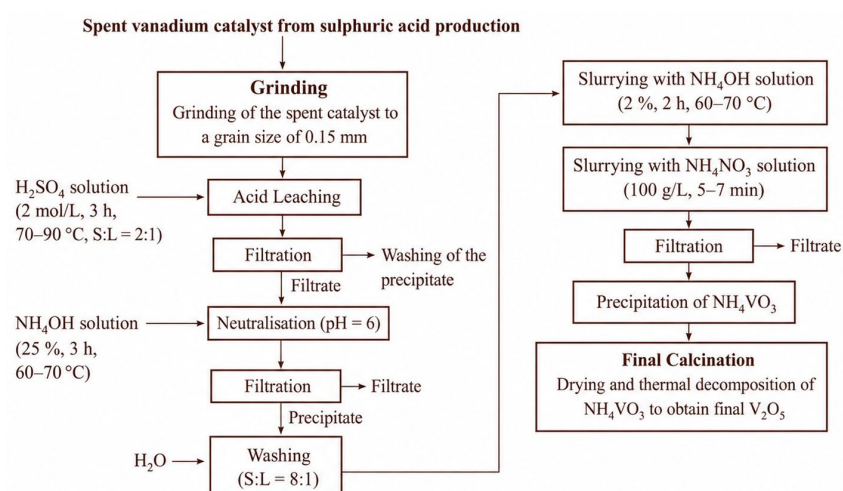 Spent vanadium catalyst from sulphuric acid production
Grinding
Grinding of the spent catalyst to
a grain size of 0.15 mm
H₂SO₄ solution
(2 mol/L, 3 h,
70–90 °C, S:L = 2:1)
Acid Leaching
Filtration
Washing of the
precipitate
Filtrate
NH₄OH solution
(25 %, 3 h,
60–70 °C)
Neutralisation (pH = 6)
Filtration
Filtrate
Precipitate
H₂O
Washing
(S:L = 8:1)
Slurrying with NH₄OH solution
(2 %, 2 h, 60–70 °C)
Slurrying with NH₄NO₃ solution
(100 g/L, 5–7 min)
Filtration
Filtrate
Precipitation of NH₄VO₃
Final Calcination
Drying and thermal decomposition of
NH₄VO₃ to obtain final V₂O₅